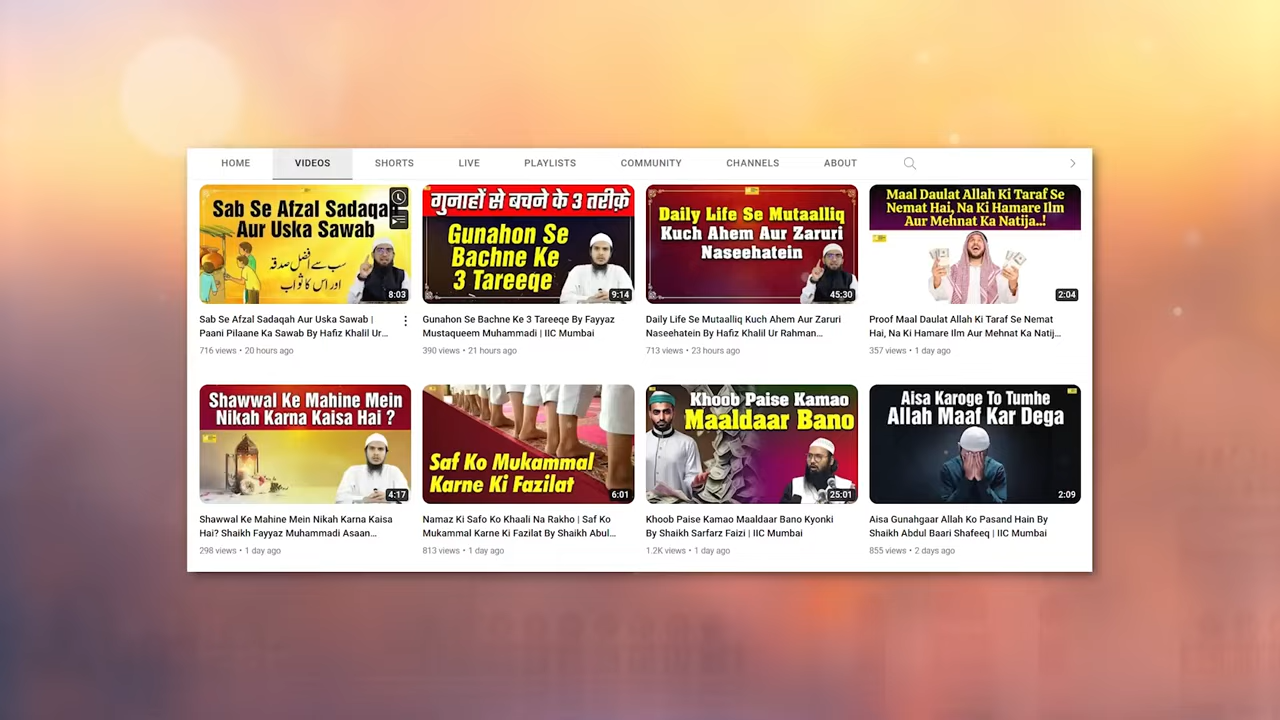 HOME VIDEOS SHORTS LIVE PLAYLISTS COMMUNITY CHANNELS ABOUT
Sab Se Afzal Sadaqa
Aur Uska Sawab
سب سے افضل صدقہ
اور اس کا ثواب
8:03
Sab Se Afzal Sadaqah Aur Uska Sawab |
Paani Pilaane Ka Sawab By Hafiz Khalil Ur...
716 views • 20 hours ago
गुनाहों से बचने के 3 तरीक़े
Gunahon Se
Bachne Ke
3 Tareeqe
9:14
Gunahon Se Bachne Ke 3 Tareeqe By Fayyaz
Mustaqueem Muhammadi | IIC Mumbai
390 views • 21 hours ago
Daily Life Se Mutaalliq
Kuch Ahem Aur Zaruri
Naseehatein
45:30
Daily Life Se Mutaalliq Kuch Ahem Aur Zaruri
Naseehatein By Hafiz Khalil Ur Rahman...
713 views • 23 hours ago
Maal Daulat Allah Ki Taraf Se
Nemat Hai, Na Ki Hamare Ilm
Aur Mehnat Ka Natija..!
2:04
Proof Maal Daulat Allah Ki Taraf Se Nemat
Hai, Na Ki Hamare Ilm Aur Mehnat Ka Natij...
357 views • 1 day ago
Shawwal Ke Mahine Mein
Nikah Karna Kaisa Hai ?
4:17
Shawwal Ke Mahine Mein Nikah Karna Kaisa
Hai? Shaikh Fayyaz Muhammadi Asaan...
298 views • 1 day ago
Saf Ko Mukammal
Karne Ki Fazilat
6:01
Namaz Ki Safo Ko Khaali Na Rakho | Saf Ko
Mukammal Karne Ki Fazilat By Shaikh Abul...
813 views • 1 day ago
Khoob Paise Kamao
Maaldaar Bano
25:01
Khoob Paise Kamao Maaldaar Bano Kyonki
By Shaikh Sarfarz Faizi | IIC Mumbai
1.2K views • 1 day ago
Aisa Karoge To Tumhe
Allah Maaf Kar Dega
2:09
Aisa Gunahgaar Allah Ko Pasand Hain By
Shaikh Abdul Baari Shafeeq | IIC Mumbai
855 views • 2 days ago